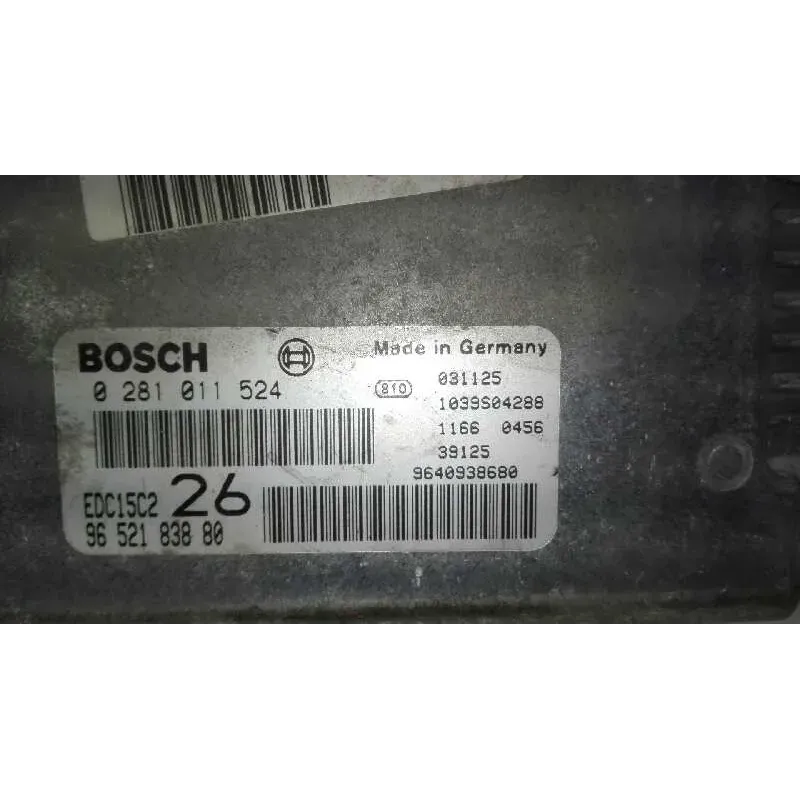 BOSCH
Made in Germany
0 281 011 524
810
031125
1039S04288
1166 0456
39125
9640938680
EDC15C2 26
96 521 838 80